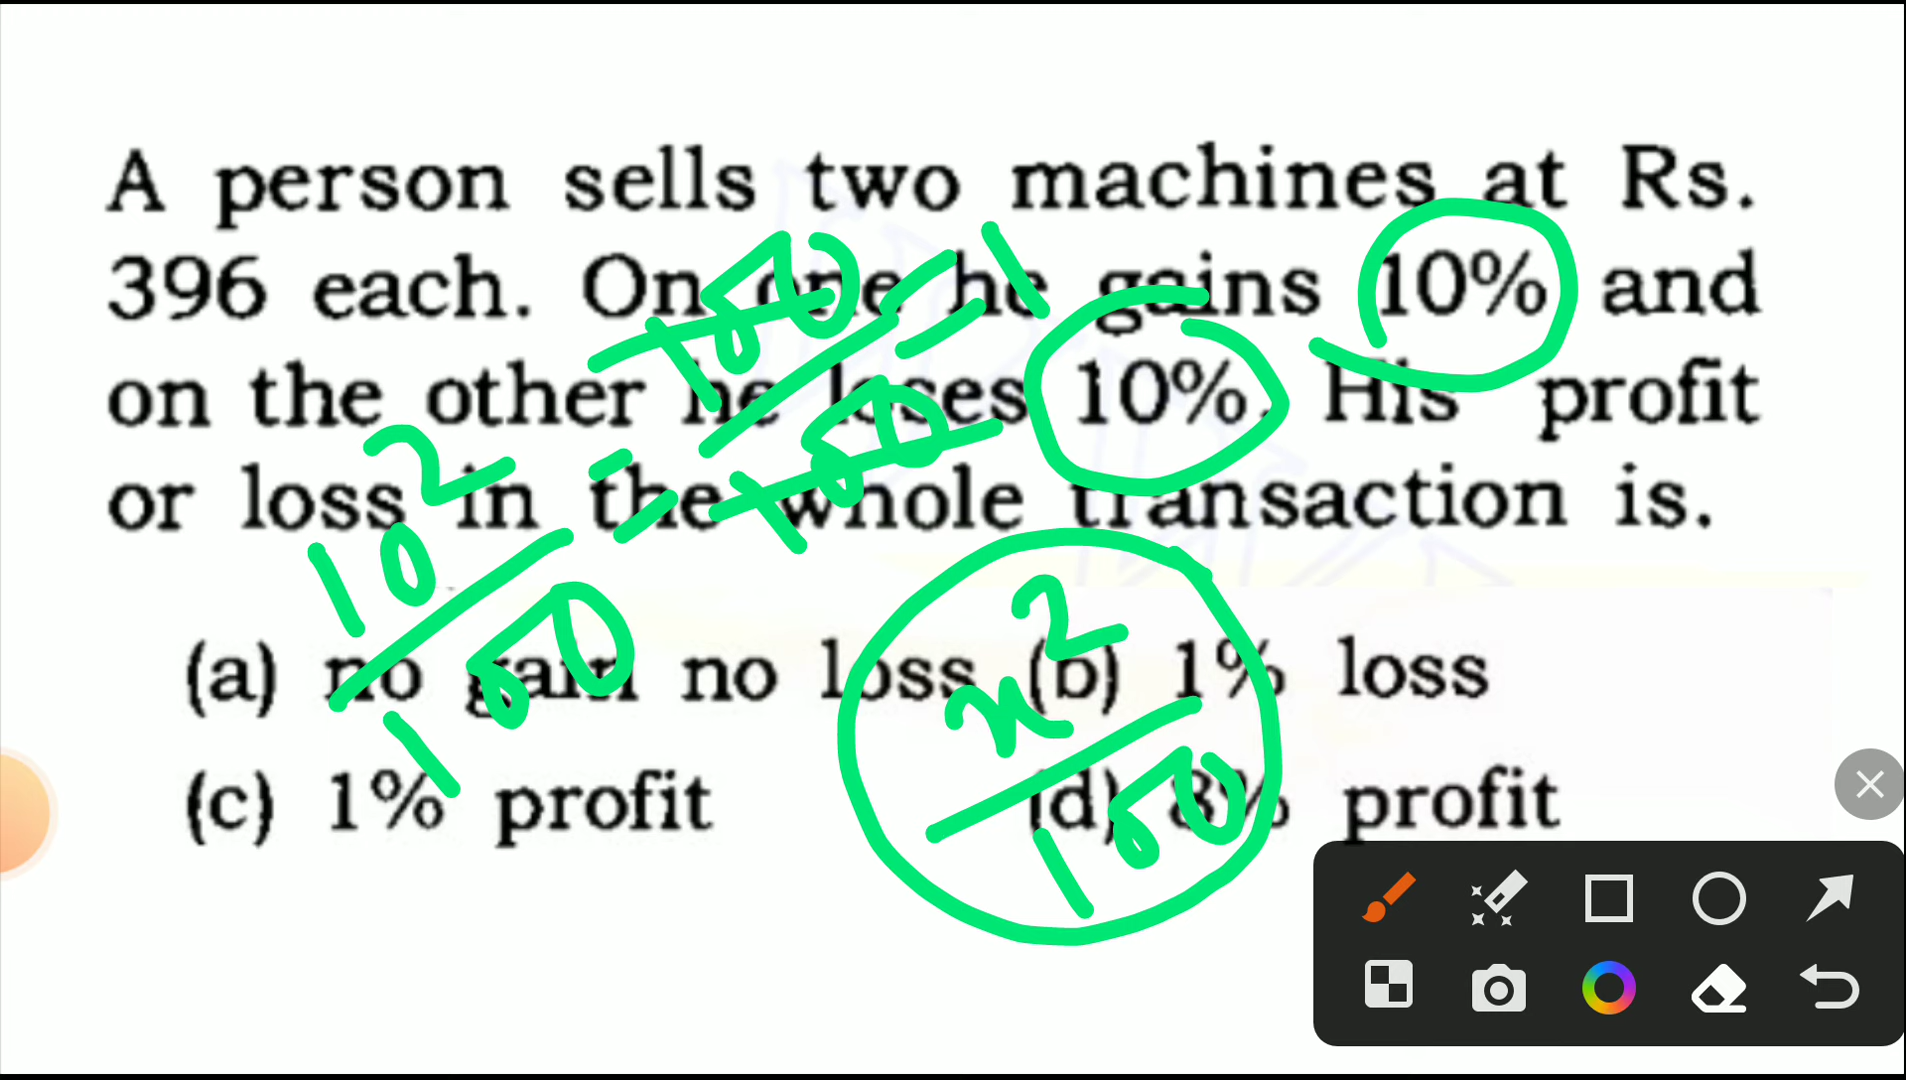 A person sells two machines at Rs.
396 each. On one he gains 10% and
on the other he loses 10%. His profit
or loss in the whole transaction is.
(a) no gain no loss (b) 1% loss
(c) 1% profit (d) 8% profit
10²/100 = 100/100 = 1
x²/100